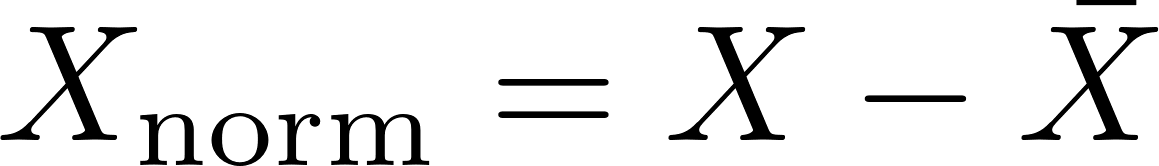 X_norm = X − X̄